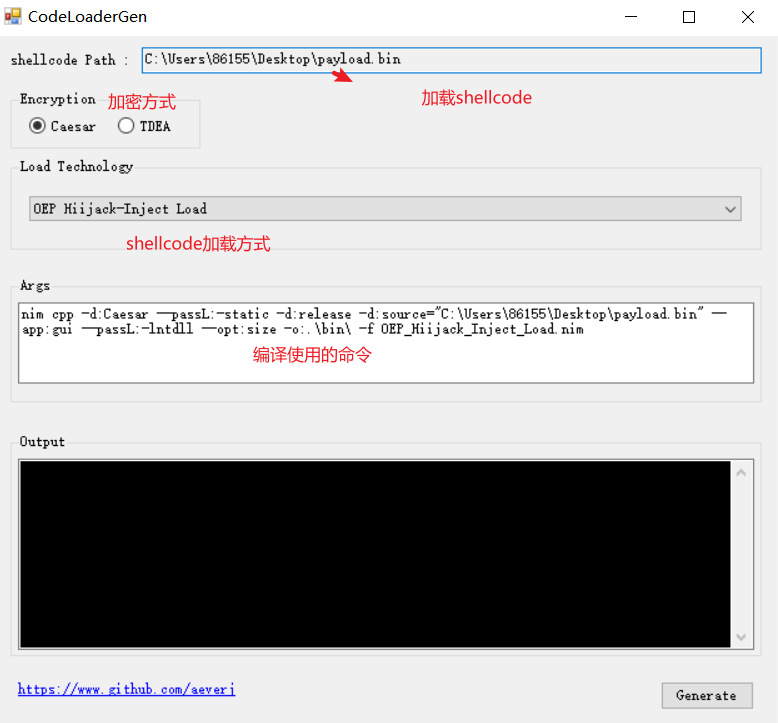 CodeLoaderGen
shellcode Path : C:\Users\86155\Desktop\payload.bin
加载shellcode
Encryption 加密方式
Caesar TDEA
Load Technology
OEP Hiijack-Inject Load
shellcode加载方式
Args
nim cpp -d:Caesar --passL:-static -d:release -d:source="C:\Users\86155\Desktop\payload.bin" --
app:gui --passL:-lntdll --opt:size -o:.\bin\ -f OEP_Hiijack_Inject_Load.nim
编译使用的命令
Output
https://www.github.com/aeverj
Generate